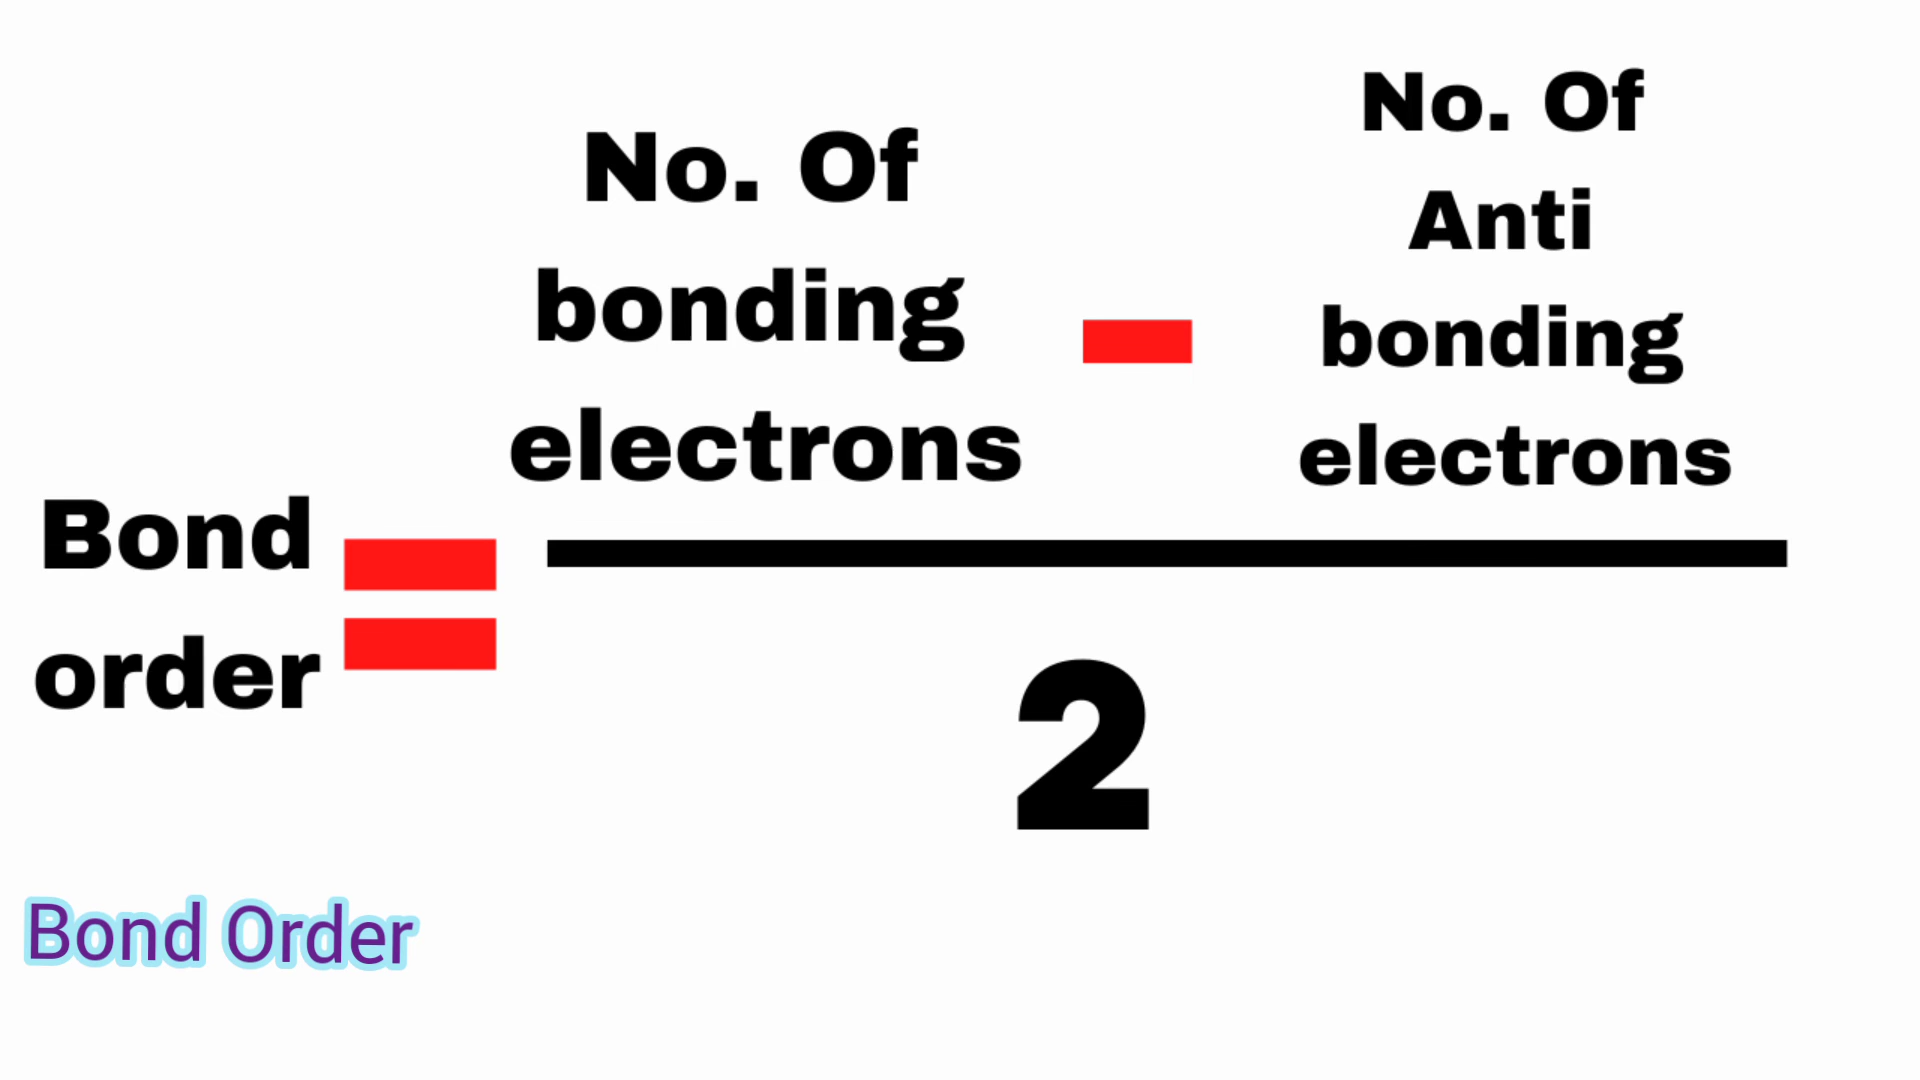 Bond
order
=
No. Of
bonding
electrons
-
No. Of
Anti
bonding
electrons
2
Bond Order